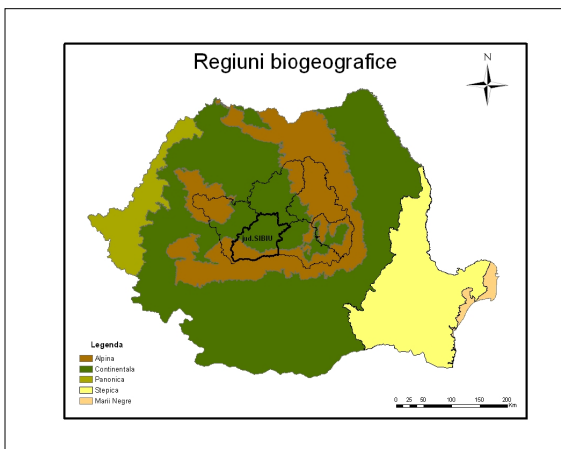 Regiuni biogeografice
N
jud.SIBIU
Legenda
Alpina
Continentala
Panonica
Stepica
Marii Negre
0 25 50 100 150 200
Km